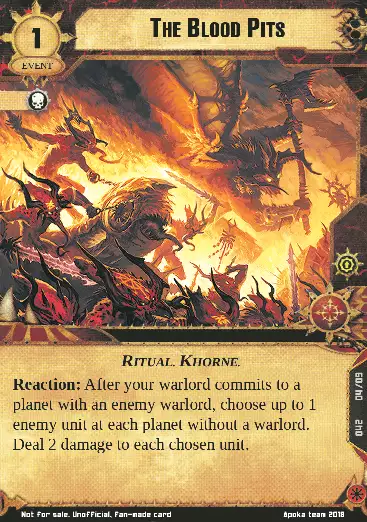 1
THE BLOOD PITS
EVENT
RITUAL. KHORNE.
Reaction: After your warlord commits to a
planet with an enemy warlord, choose up to 1
enemy unit at each planet without a warlord.
Deal 2 damage to each chosen unit.
042
Not for sale. Unofficial. Fan-made card
Apoka team 2018